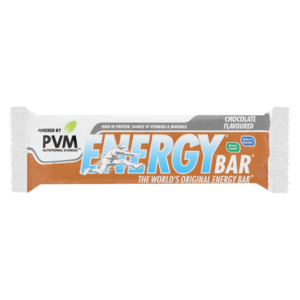 POWERED BY
PVM
NUTRITIONAL SCIENCES
HIGH IN PROTEIN, SOURCE OF VITAMINS & MINERALS
CHOCOLATE
FLAVOURED
ENERGY
BAR
THE WORLD'S ORIGINAL ENERGY BAR